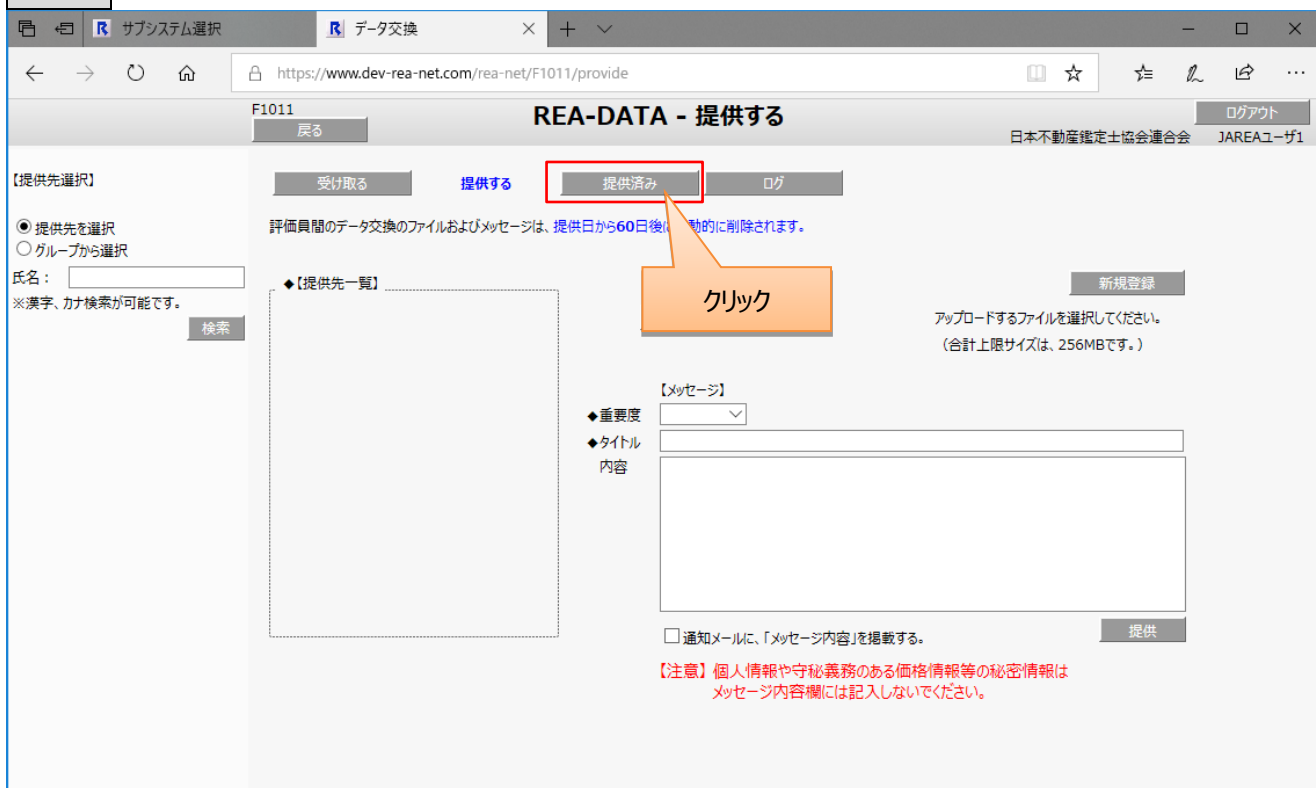 サブシステム選択
データ交換
https://www.dev-rea-net.com/rea-net/F1011/provide
F1011
戻る
REA-DATA - 提供する
ログアウト
日本不動産鑑定士協会連合会 JAREAユーザ1
【提供先選択】
受け取る 提供する 提供済み ログ
提供先を選択
グループから選択
氏名：
※漢字、カナ検索が可能です。
検索
評価員間のデータ交換のファイルおよびメッセージは、提供日から60日後に 動的に削除されます。
クリック
◆【提供先一覧】
新規登録
アップロードするファイルを選択してください。
（合計上限サイズは、256MBです。）
【メッセージ】
◆重要度
◆タイトル
内容
通知メールに、「メッセージ内容」を掲載する。
提供
【注意】個人情報や守秘義務のある価格情報等の秘密情報は
メッセージ内容欄には記入しないでください。